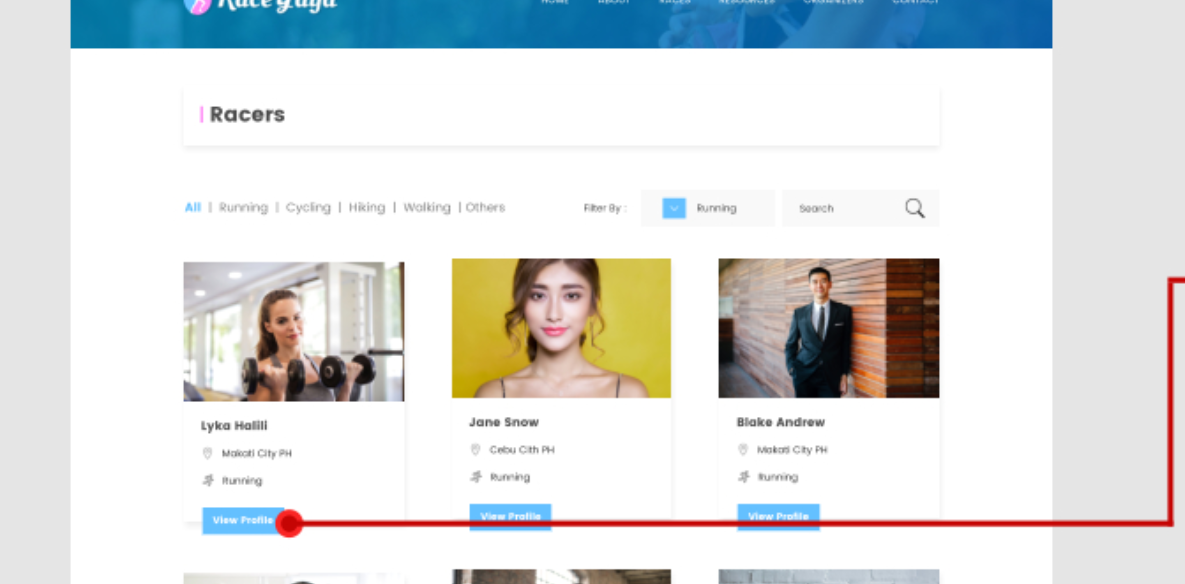 Race Yaya
HOME ABOUT RACES RESOURCES ORGANIZERS CONTACT
Racers
All | Running | Cycling | Hiking | Walking | Others Filter By : Running Search
Lyka Halili
Makati City PH
Running
View Profile
Jane Snow
Cebu Cith PH
Running
View Profile
Blake Andrew
Makati City PH
Running
View Profile